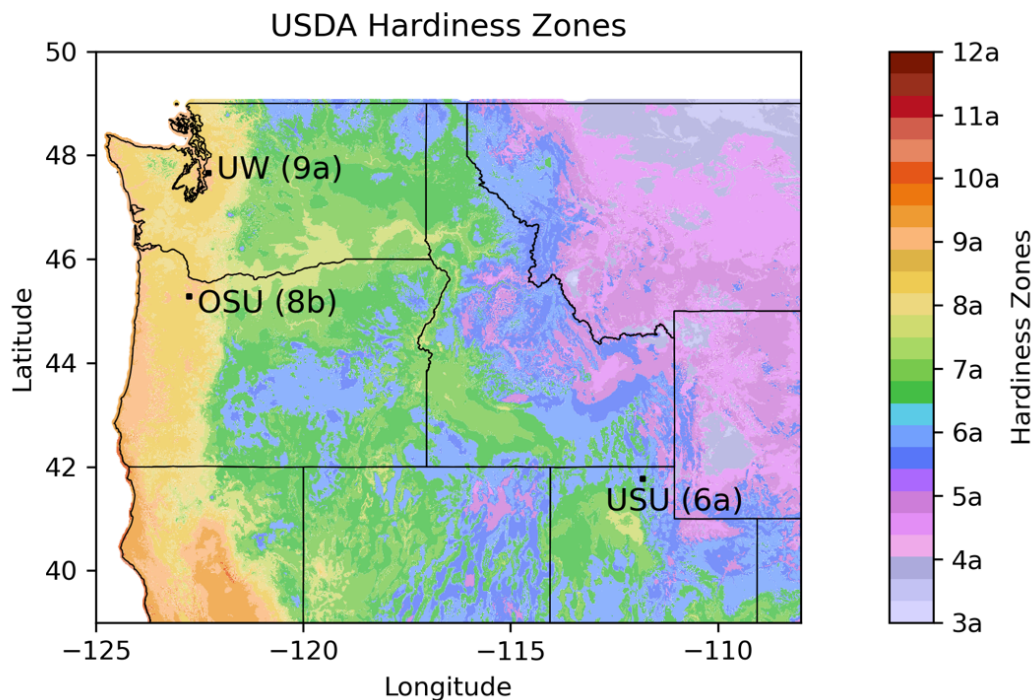 USDA Hardiness Zones
50
48
46
44
42
40
Latitude
UW (9a)
OSU (8b)
USU (6a)
−125
−120
−115
−110
Longitude
12a
11a
10a
9a
8a
7a
6a
5a
4a
3a
Hardiness Zones